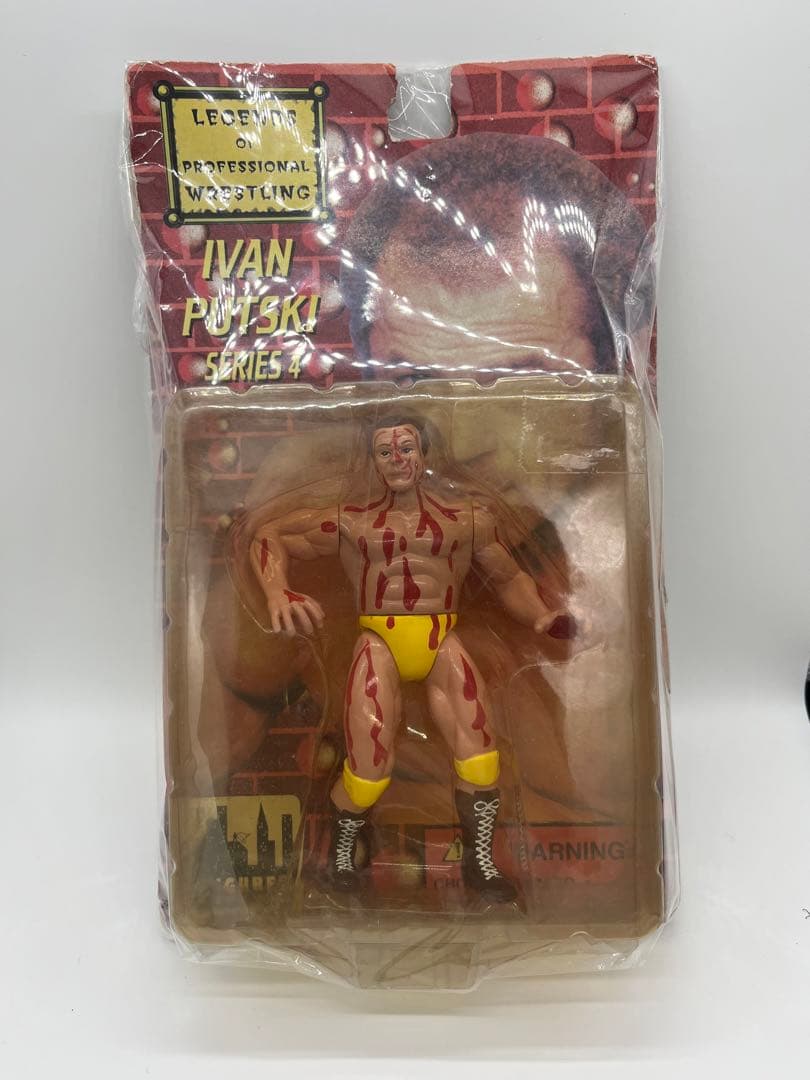 LEGENDS
OF
PROFESSIONAL
WRESTLING
IVAN
PUTSKI
SERIES 4
WARNING